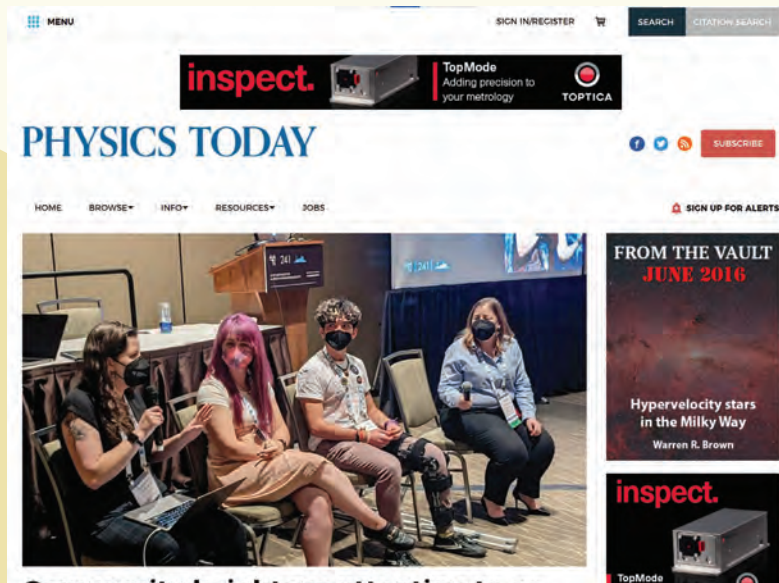 MENU
SIGN IN/REGISTER
SEARCH
CITATION SEARCH
inspect.
TopMode
Adding precision to
your metrology
TOPTICA
PHYSICS TODAY
SUBSCRIBE
HOME
BROWSE
INFO
RESOURCES
JOBS
SIGN UP FOR ALERTS
241
241
FROM THE VAULT
JUNE 2016
Hypervelocity stars
in the Milky Way
Warren R. Brown
inspect.
TopMode